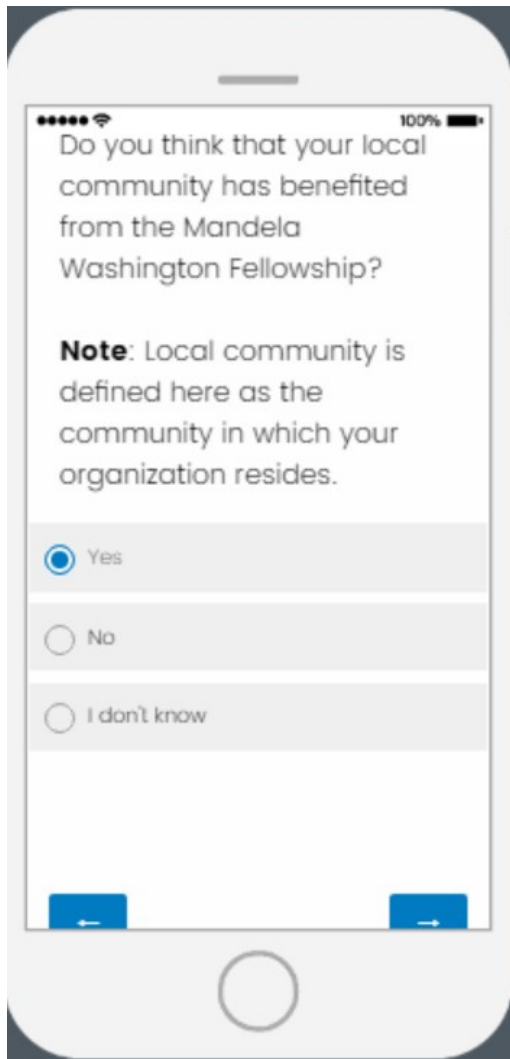 100%
Do you think that your local
community has benefited
from the Mandela
Washington Fellowship?
Note: Local community is
defined here as the
community in which your
organization resides.
Yes
No
I don't know
←
→